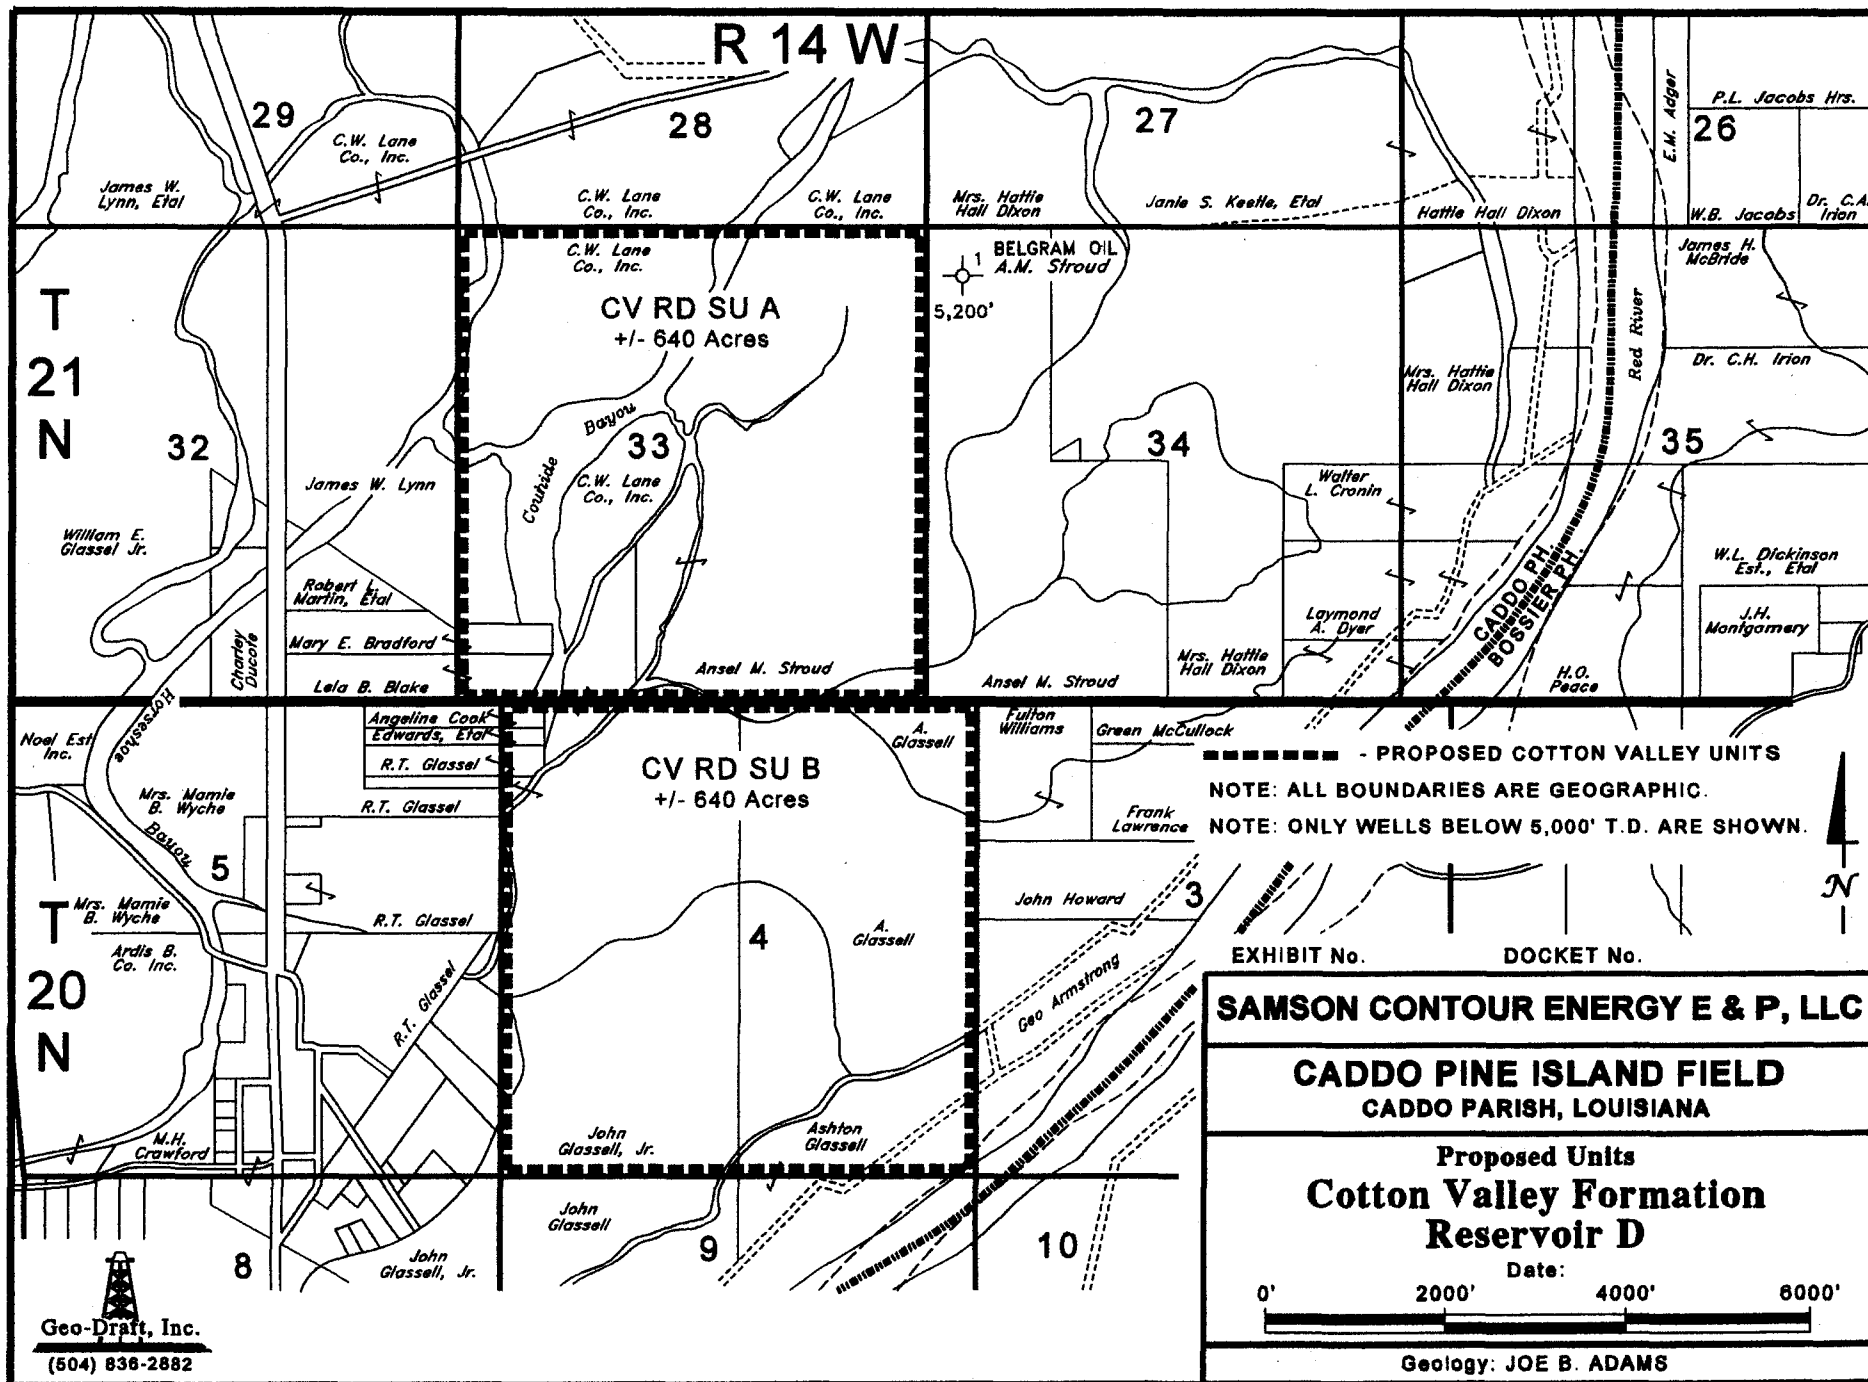 R 14 W
29
28
27
26
C.W. Lane
Co., Inc.
James W.
Lynn, Etal
C.W. Lane
Co., Inc.
C.W. Lane
Co., Inc.
Mrs. Hattie
Hall Dixon
Janie S. Keetle, Etal
Hattie Hall Dixon
E.M. Adger
P.L. Jacobs Hrs.
W.B. Jacobs
Dr. C.A.
Irion
T
21
N
C.W. Lane
Co., Inc.
CV RD SU A
+/- 640 Acres
1
BELGRAM OIL
A.M. Stroud
5,200'
James H.
McBride
Red River
Mrs. Hattie
Hall Dixon
Dr. C.H. Irion
32
Bayou
33
34
35
Couhide
C.W. Lane
Co., Inc.
James W. Lynn
Walter
L. Cronin
William E.
Glassel Jr.
Robert L.
Martin, Etal
CADDO PH.
BOSSIER PH.
W.L. Dickinson
Est., Etal
Laymond
A. Dyer
J.H.
Montgomery
Charley
Ducote
Mary E. Bradford
Lela B. Blake
Ansel M. Stroud
Ansel M. Stroud
Mrs. Hattie
Hall Dixon
H.O.
Peace
Horseshoe
Bayou
Noel Est
Inc.
Angeline Cook
Edwards, Etal
R.T. Glassel
A.
Glassell
Fulton
Williams
Green McCullock
- PROPOSED COTTON VALLEY UNITS
CV RD SU B
+/- 640 Acres
NOTE: ALL BOUNDARIES ARE GEOGRAPHIC.
Mrs. Mamie
B. Wyche
R.T. Glassel
Frank
Lawrence
NOTE: ONLY WELLS BELOW 5,000' T.D. ARE SHOWN.
5
N
T
20
N
Mrs. Mamie
B. Wyche
R.T. Glassel
John Howard
3
4
A.
Glassell
Ardis B.
Co. Inc.
R.T. Glassel
Geo Armstrong
EXHIBIT No.
DOCKET No.
SAMSON CONTOUR ENERGY E & P, LLC
CADDO PINE ISLAND FIELD
CADDO PARISH, LOUISIANA
M.H.
Crawford
John
Glassell, Jr.
Ashton
Glassell
Proposed Units
Cotton Valley Formation
Reservoir D
Date:
John
Glassell
8
9
10
John
Glassell, Jr.
0' 2000' 4000' 6000'
Geo-Draft, Inc.
(504) 836-2882
Geology: JOE B. ADAMS